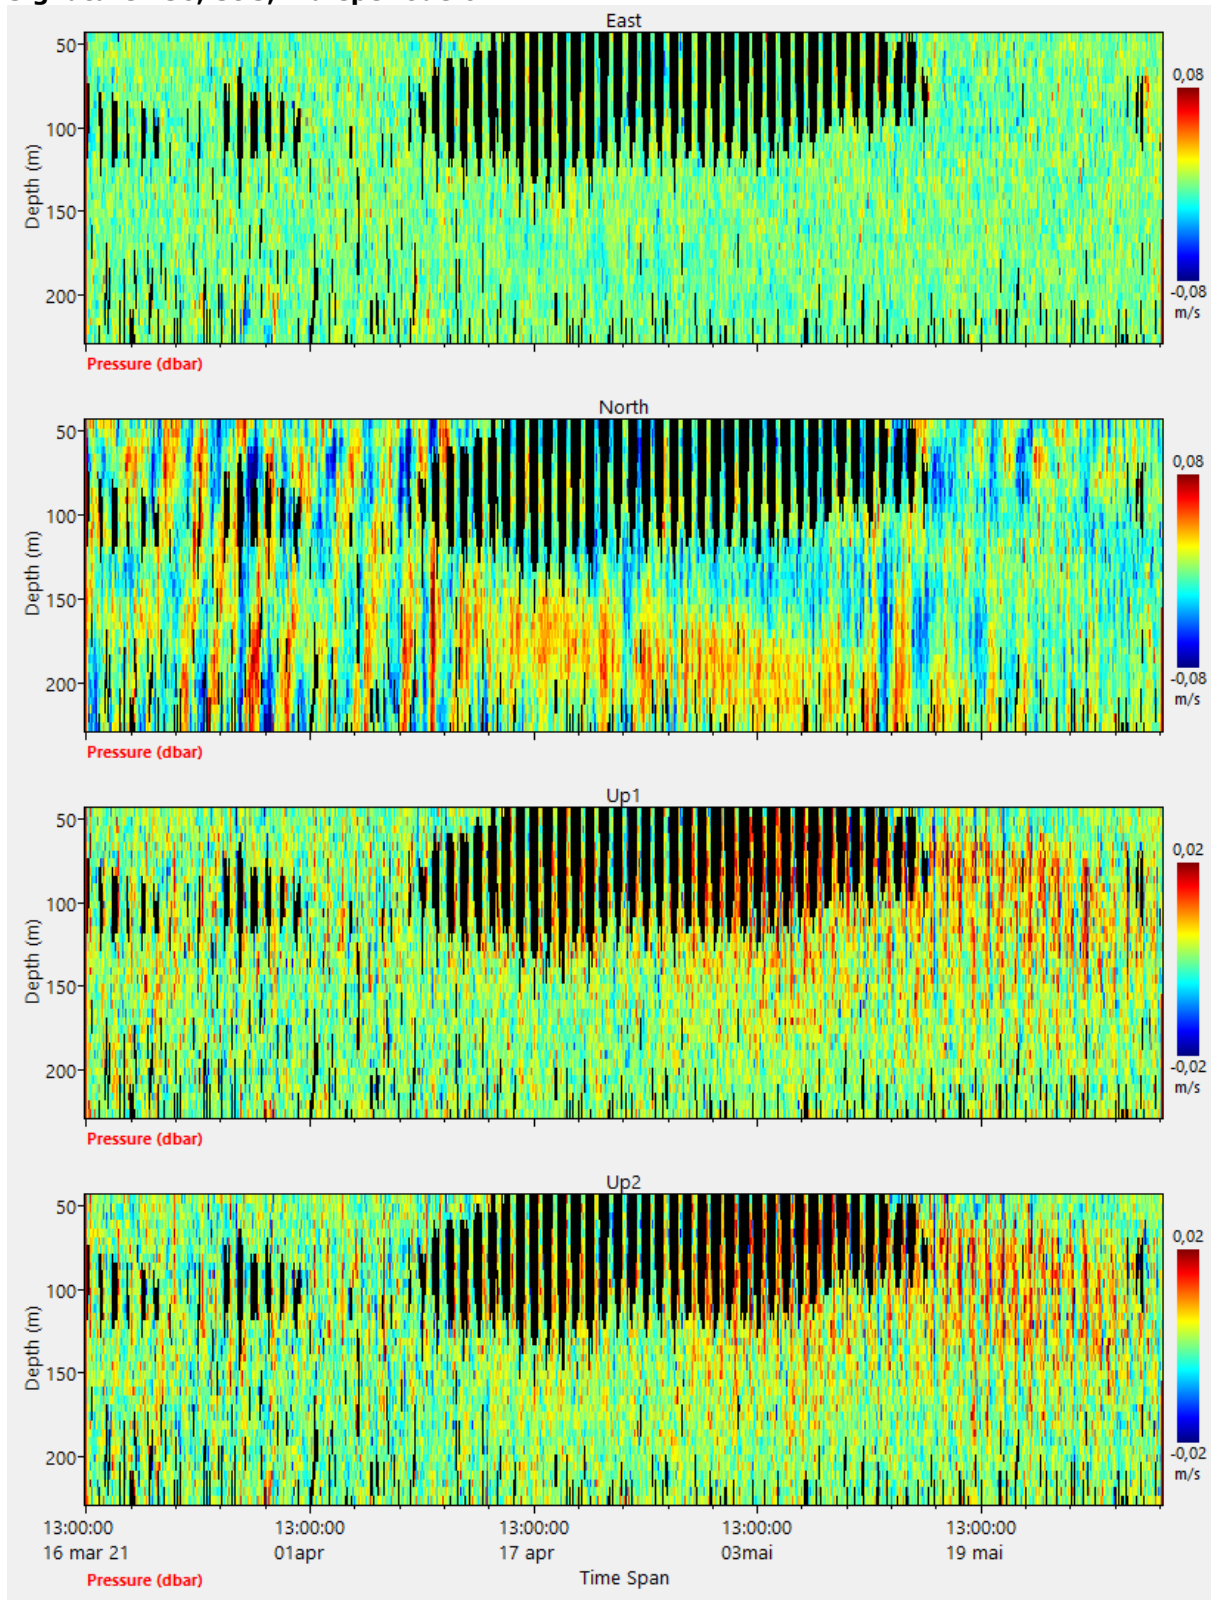 East
50
100
150
200
Depth (m)
0,08
-0,08
m/s
Pressure (dbar)
North
50
100
150
200
Depth (m)
0,08
-0,08
m/s
Pressure (dbar)
Up1
50
100
150
200
Depth (m)
0,02
-0,02
m/s
Pressure (dbar)
Up2
50
100
150
200
Depth (m)
0,02
-0,02
m/s
13:00:00 13:00:00 13:00:00 13:00:00 13:00:00
16 mar 21 01apr 17 apr 03mai 19 mai
Pressure (dbar) Time Span